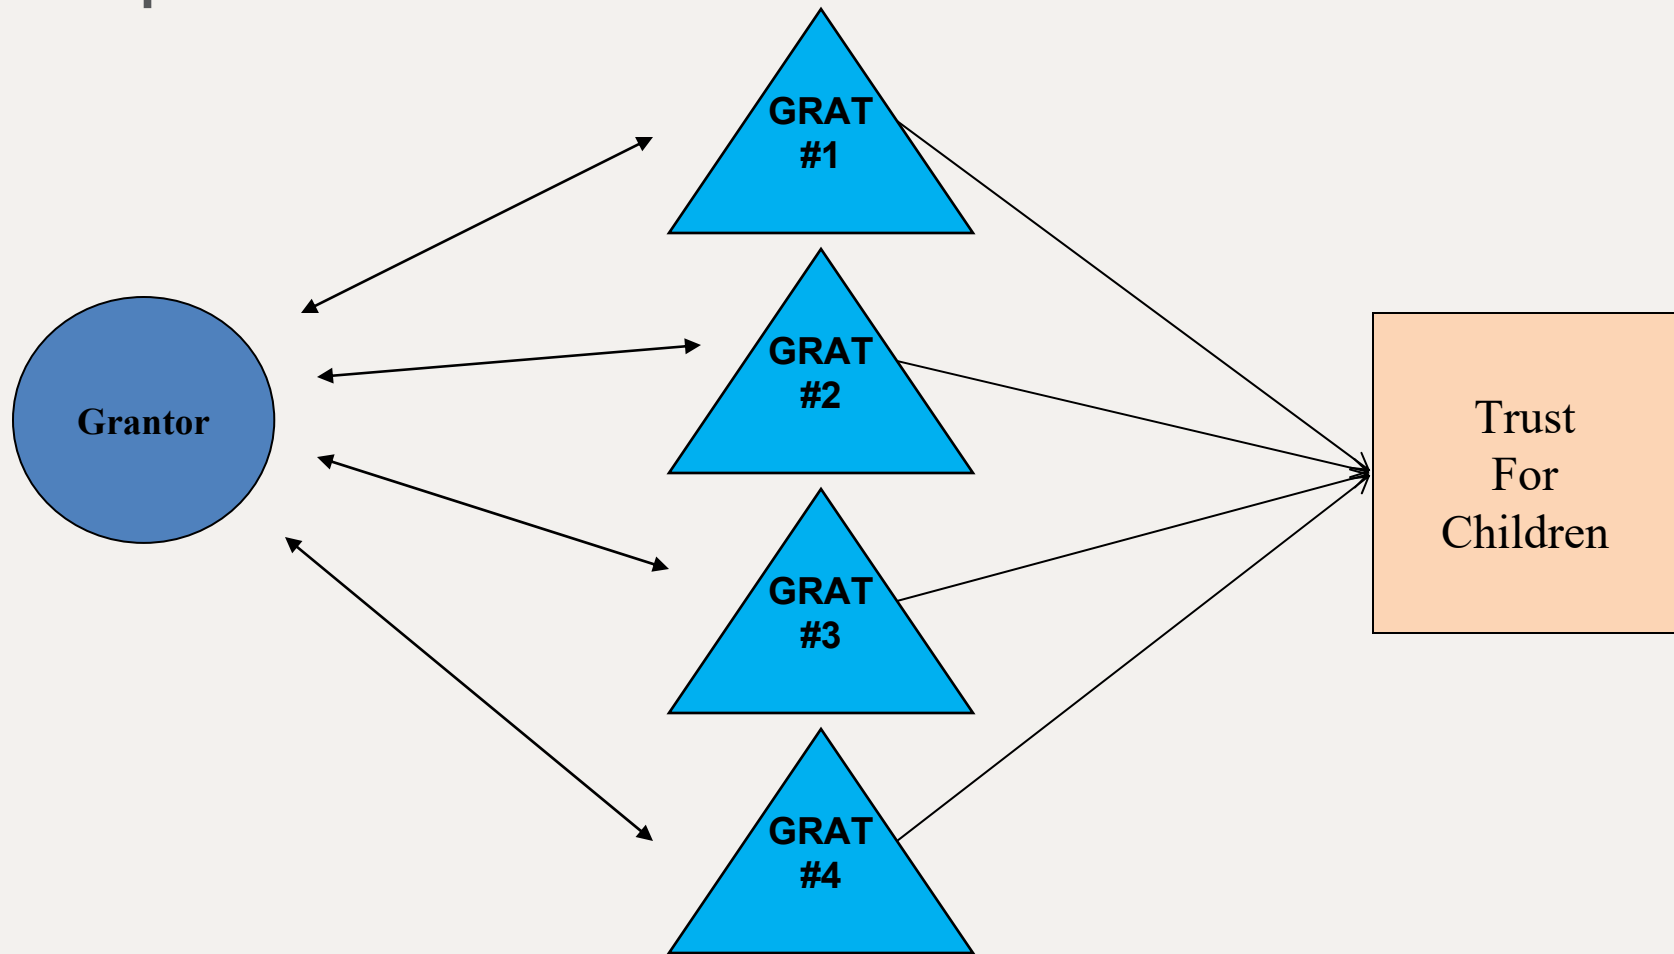 GRAT
#1
GRAT
#2
Grantor
Trust
For
Children
GRAT
#3
GRAT
#4